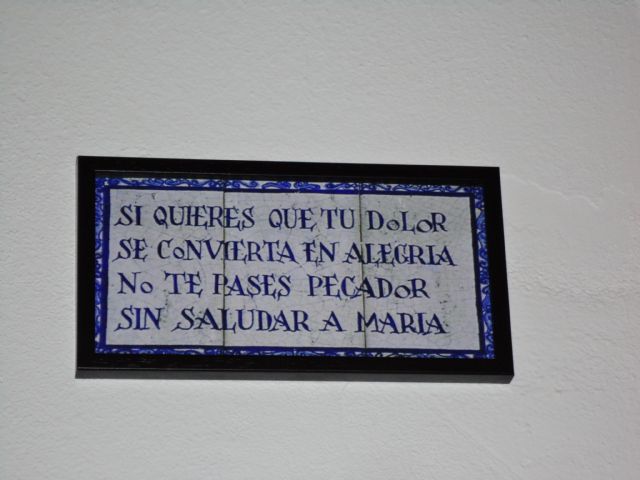 SI QUIERES QUE TU DOLOR
SE CONVIERTA EN ALEGRIA
NO TE PASES PECADOR
SIN SALUDAR A MARIA